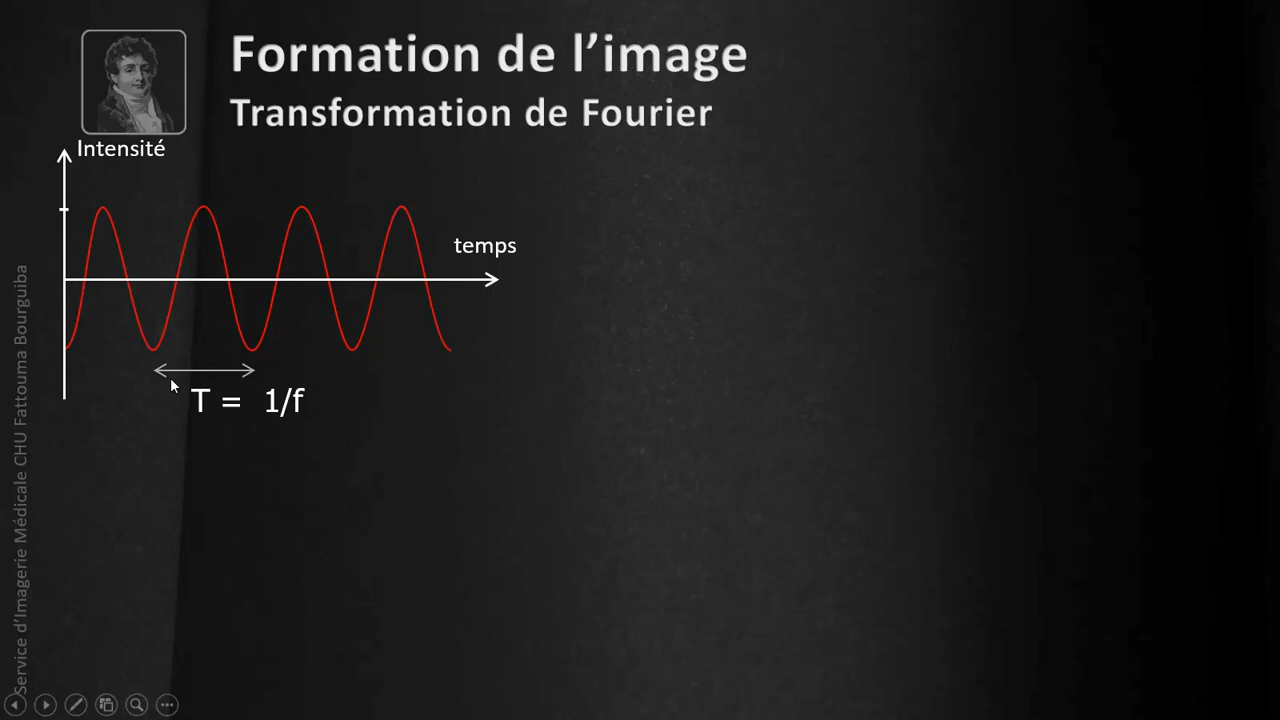 Formation de l’image
Transformation de Fourier
Intensité
temps
T = 1/f
Service d’Imagerie Médicale CHU Fattouma Bourguiba